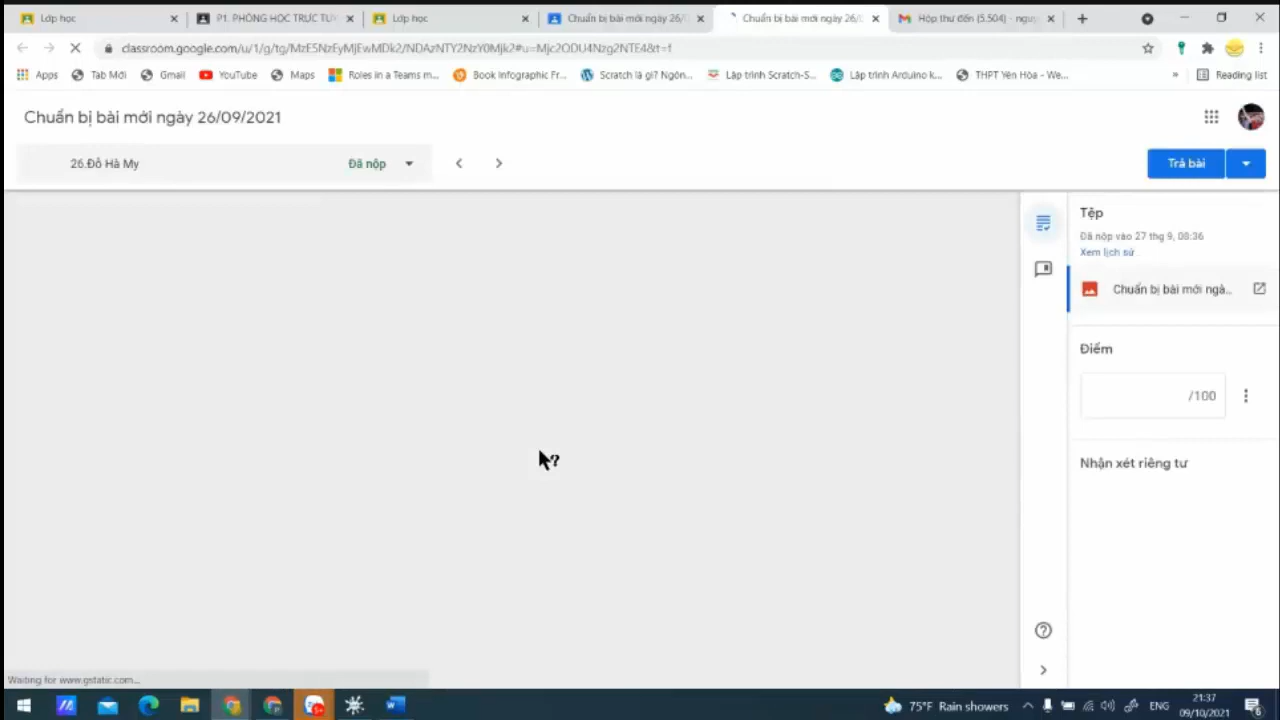 Lớp học
P1. PHÒNG HỌC TRỰC TUY
Lớp học
Chuẩn bị bài mới ngày 26/
Chuẩn bị bài mới ngày 26/
Hộp thư đến (5.504) - nguy
classroom.google.com/u/1/g/tg/
Apps
Tab Mới
Gmail
YouTube
Maps
Roles in a Teams m...
Book Infographic Fr...
Scratch là gì? Ngôn...
Lập trình Scratch-S...
Lập trình Arduino k...
THPT Yên Hòa - We...
»
Reading list
Chuẩn bị bài mới ngày 26/09/2021
26.Đỗ Hà My
Đã nộp
Trả bài
Tệp
Đã nộp vào 27 thg 9, 08:36
Xem lịch sử
Chuẩn bị bài mới ngà...
Điểm
/100
Nhận xét riêng tư
Waiting for www.gstatic.com...
75°F Rain showers
ENG
21:37
09/10/2021
6